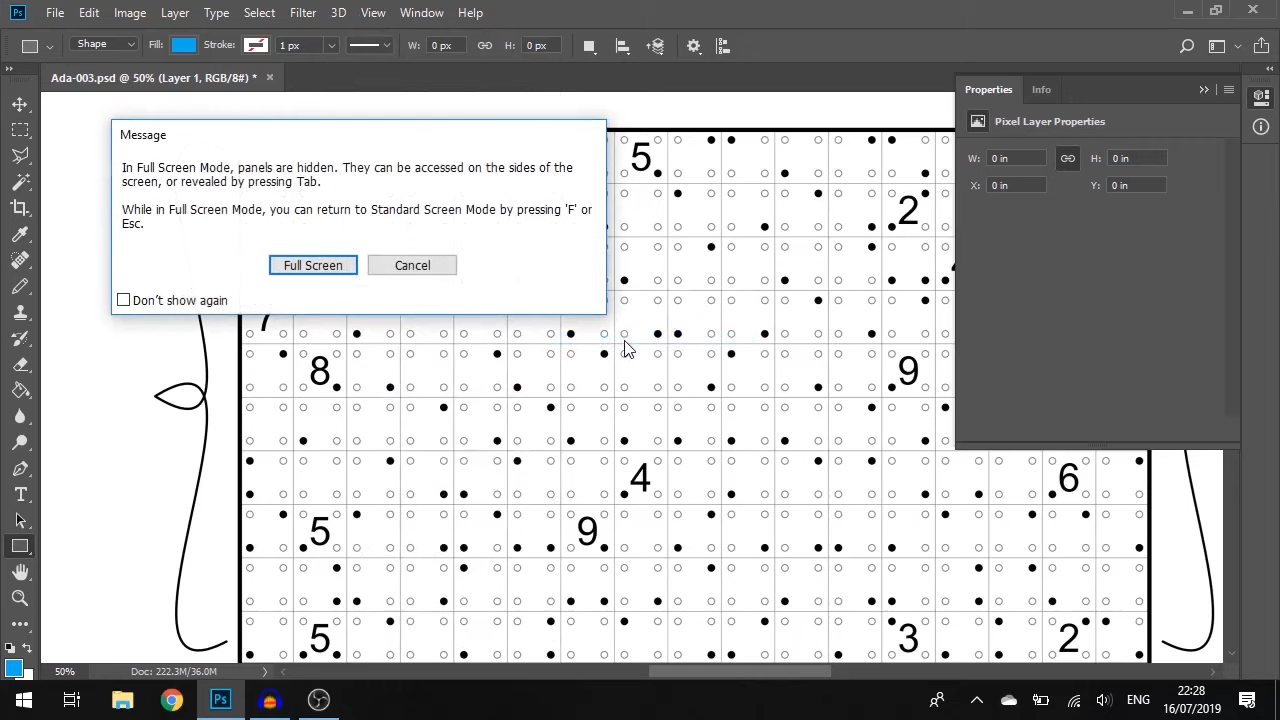 Ps File Edit Image Layer Type Select Filter 3D View Window Help
Shape Fill: Stroke: 1 px W: 0 px H: 0 px
Ada-003.psd @ 50% (Layer 1, RGB/8#) *
Properties Info
Pixel Layer Properties
W: 0 in H: 0 in
X: 0 in Y: 0 in
Message
In Full Screen Mode, panels are hidden. They can be accessed on the sides of the
screen, or revealed by pressing Tab.
While in Full Screen Mode, you can return to Standard Screen Mode by pressing 'F' or
Esc.
Full Screen Cancel
Don't show again
5
2
7
8 9
4 6
5 9
5 3 2
50% Doc: 222.3M/36.0M
Ps ENG 22:28
16/07/2019